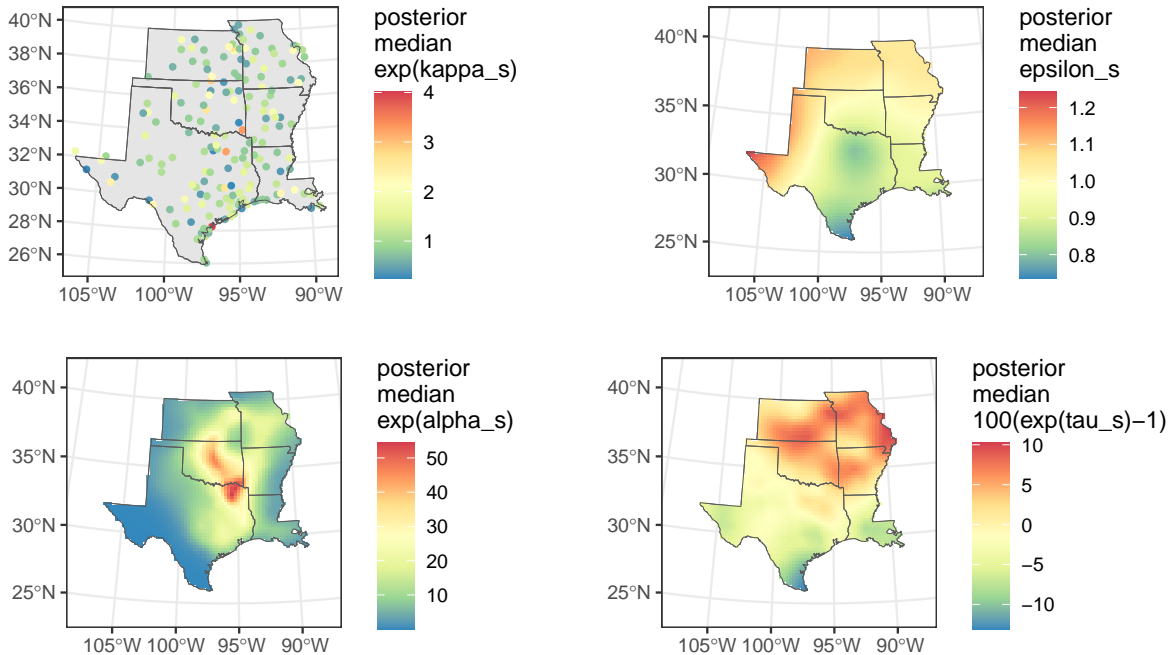 40°N
38°N
36°N
34°N
32°N
30°N
28°N
26°N
105°W
100°W
95°W
90°W
posterior
median
exp(kappa_s)
4
3
2
1
40°N
35°N
30°N
25°N
105°W
100°W
95°W
90°W
posterior
median
epsilon_s
1.2
1.1
1.0
0.9
0.8
40°N
35°N
30°N
25°N
105°W
100°W
95°W
90°W
posterior
median
exp(alpha_s)
50
40
30
20
10
40°N
35°N
30°N
25°N
105°W
100°W
95°W
90°W
posterior
median
100(exp(tau_s)−1)
10
5
0
−5
−10